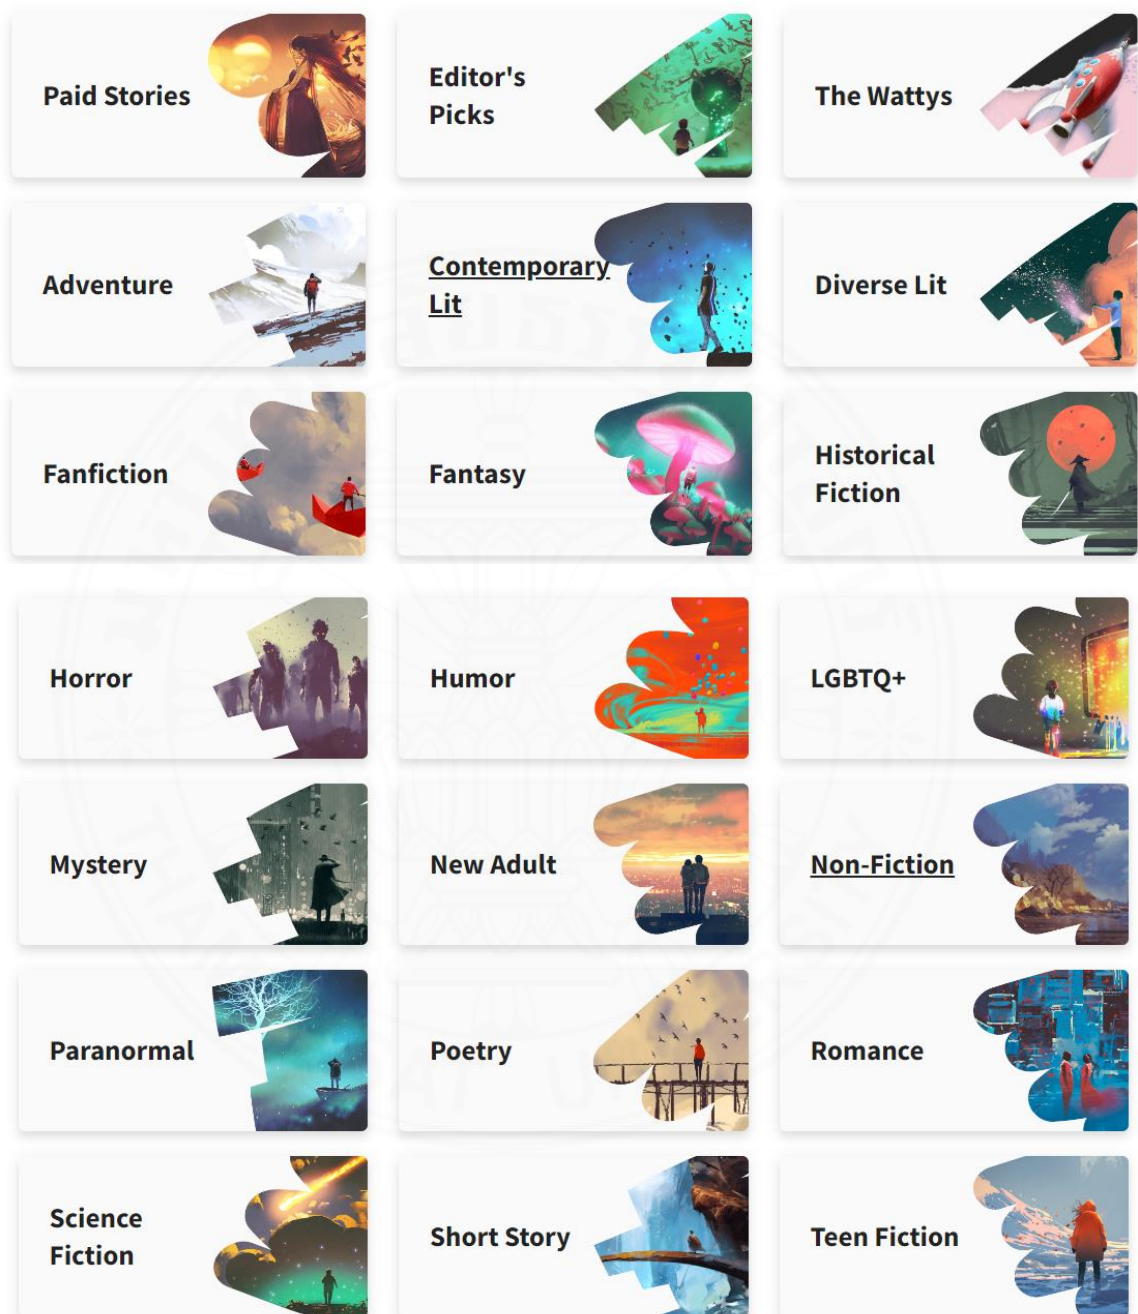 Paid Stories
Editor's
Picks
The Wattys
Adventure
Contemporary
Lit
Diverse Lit
Fanfiction
Fantasy
Historical
Fiction
Horror
Humor
LGBTQ+
Mystery
New Adult
Non-Fiction
Paranormal
Poetry
Romance
Science
Fiction
Short Story
Teen Fiction